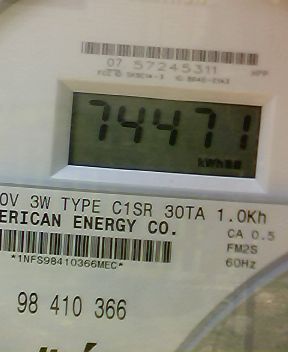 07 57245311
74471
kWh
0V 3W TYPE C1SR 30TA 1.0Kh
ERICAN ENERGY CO.
CA 0.5
FM2S
*1NFS98410366MEC*
60Hz
98 410 366